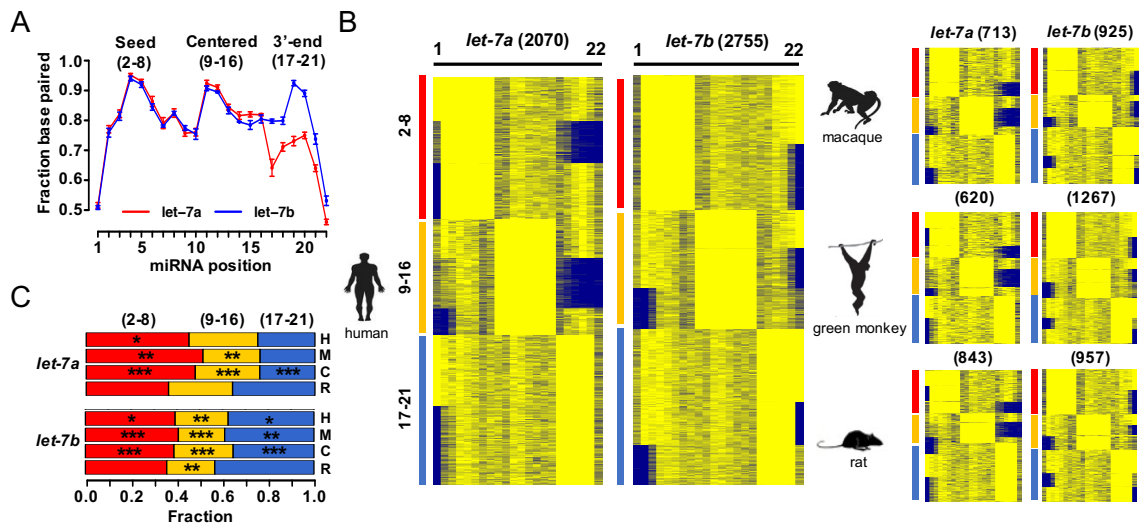 A
Seed
(2-8)
Centered
(9-16)
3'-end
(17-21)
Fraction base paired
1.0
0.9
0.8
0.7
0.6
0.5
let–7a
let–7b
1
5
10
15
20
miRNA position
B
let-7a (2070)
1
22
let-7b (2755)
1
22
2-8
9-16
17-21
human
let-7a (713)
let-7b (925)
macaque
(620)
(1267)
green monkey
(843)
(957)
rat
C
(2-8)
(9-16)
(17-21)
let-7a
* H
** ** M
*** *** *** C
R
let-7b
* ** * H
*** *** ** M
*** *** *** C
** R
0.0 0.2 0.4 0.6 0.8 1.0
Fraction